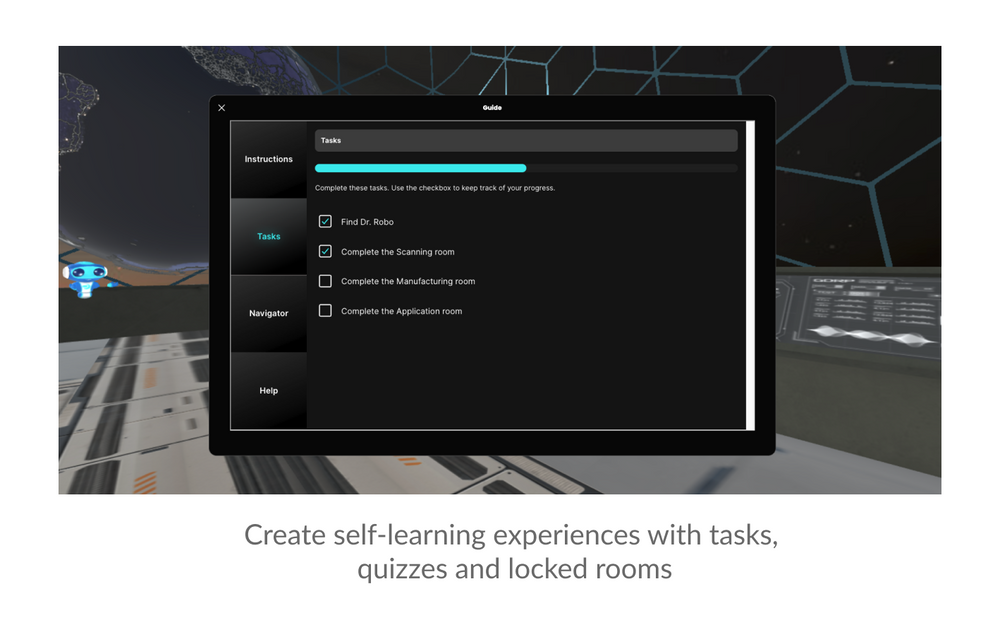 Guide
Instructions
Tasks
Navigator
Help
Tasks
Complete these tasks. Use the checkbox to keep track of your progress.
Find Dr. Robo
Complete the Scanning room
Complete the Manufacturing room
Complete the Application room
Create self-learning experiences with tasks,
quizzes and locked rooms